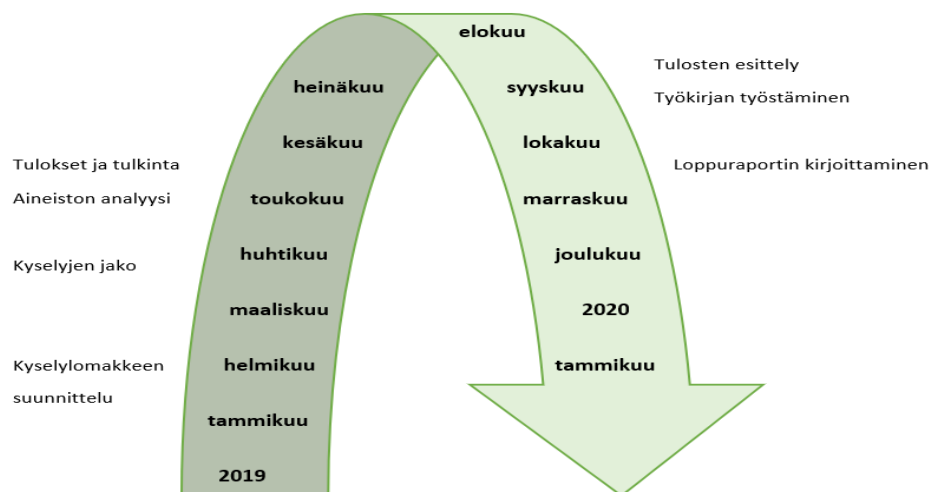 elokuu
Tulosten esittely
heinäkuu
syyskuu
Työkirjan työstäminen
kesäkuu
lokakuu
Tulokset ja tulkinta
Loppuraportin kirjoittaminen
Aineiston analyysi
toukokuu
marraskuu
huhtikuu
joulukuu
Kyselyjen jako
maaliskuu
2020
Kyselylomakkeen
helmikuu
tammikuu
suunnittelu
tammikuu
2019